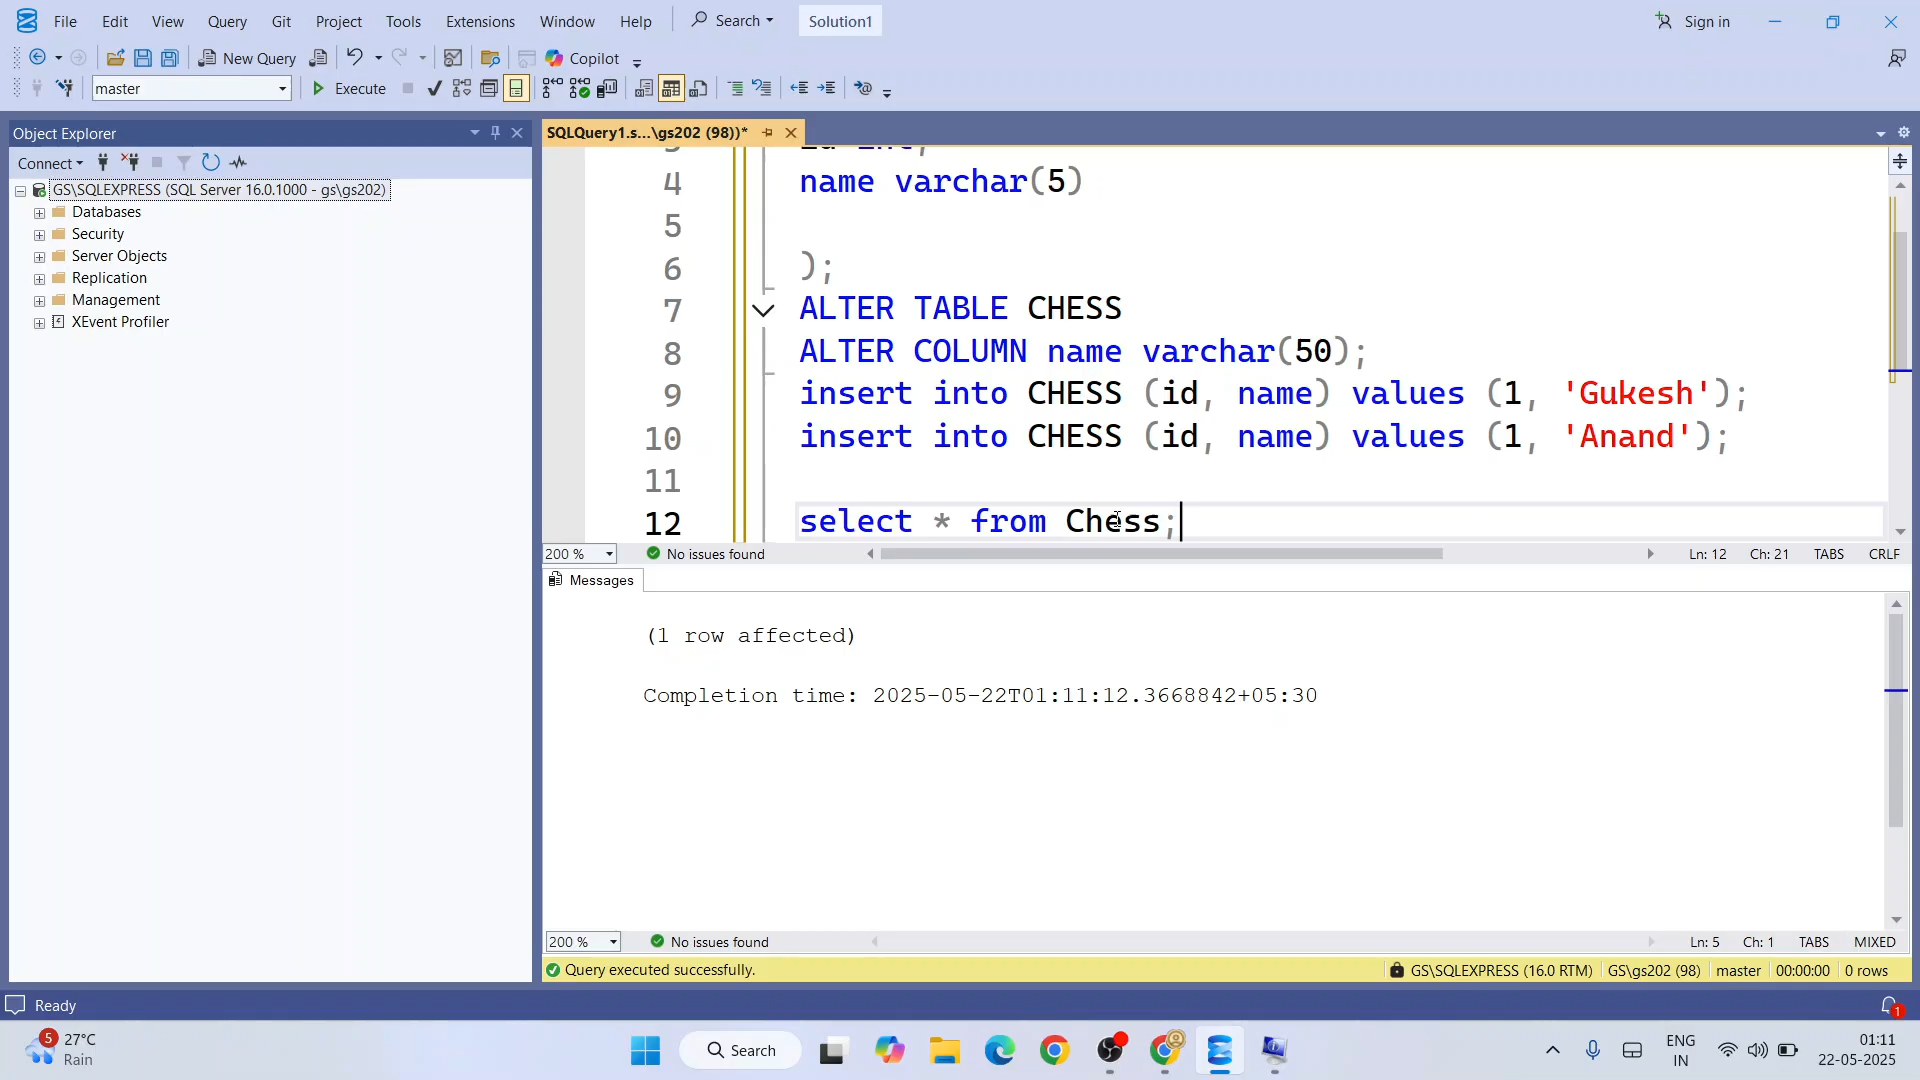 File Edit View Query Git Project Tools Extensions Window Help Search Solution1 Sign in
New Query Copilot
master Execute
Object Explorer
Connect
GS\SQLEXPRESS (SQL Server 16.0.1000 - gs\gs202)
Databases
Security
Server Objects
Replication
Management
XEvent Profiler
SQLQuery1.s...\gs202 (98))*
4 name varchar(5)
5
6 );
7 ALTER TABLE CHESS
8 ALTER COLUMN name varchar(50);
9 insert into CHESS (id, name) values (1, 'Gukesh');
10 insert into CHESS (id, name) values (1, 'Anand');
11
12 select * from Chess;
200 % No issues found Ln: 12 Ch: 21 TABS CRLF
Messages
(1 row affected)
Completion time: 2025-05-22T01:11:12.3668842+05:30
200 % No issues found Ln: 5 Ch: 1 TABS MIXED
Query executed successfully. GS\SQLEXPRESS (16.0 RTM) GS\gs202 (98) master 00:00:00 0 rows
Ready 1
5 27°C
Rain
Search
ENG
IN
01:11
22-05-2025